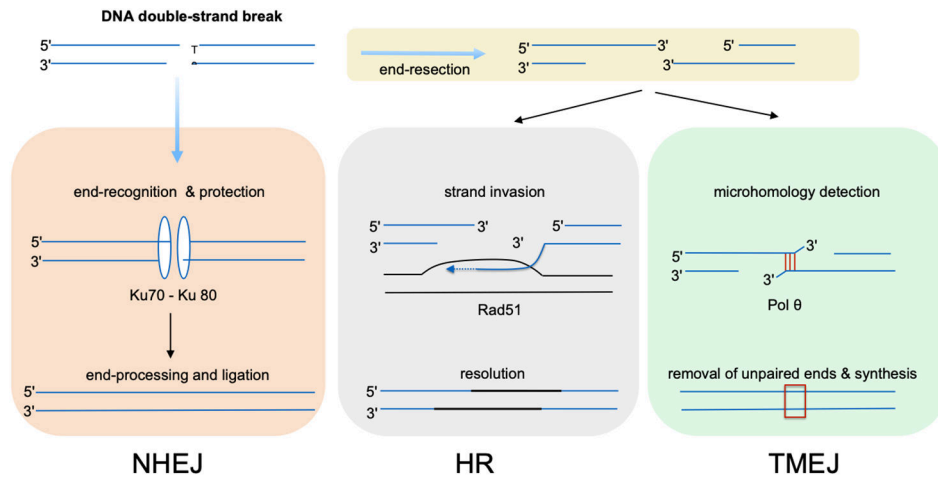 DNA double-strand break
5' T
3'
end-resection
5' 3' 5'
3' 3'
end-recognition & protection
5'
3'
Ku70 - Ku 80
end-processing and ligation
5'
3'
NHEJ
strand invasion
5' 3' 5'
3' 3'
Rad51
resolution
5'
3'
HR
microhomology detection
3'
5'
3'
3'
Pol θ
removal of unpaired ends & synthesis
TMEJ